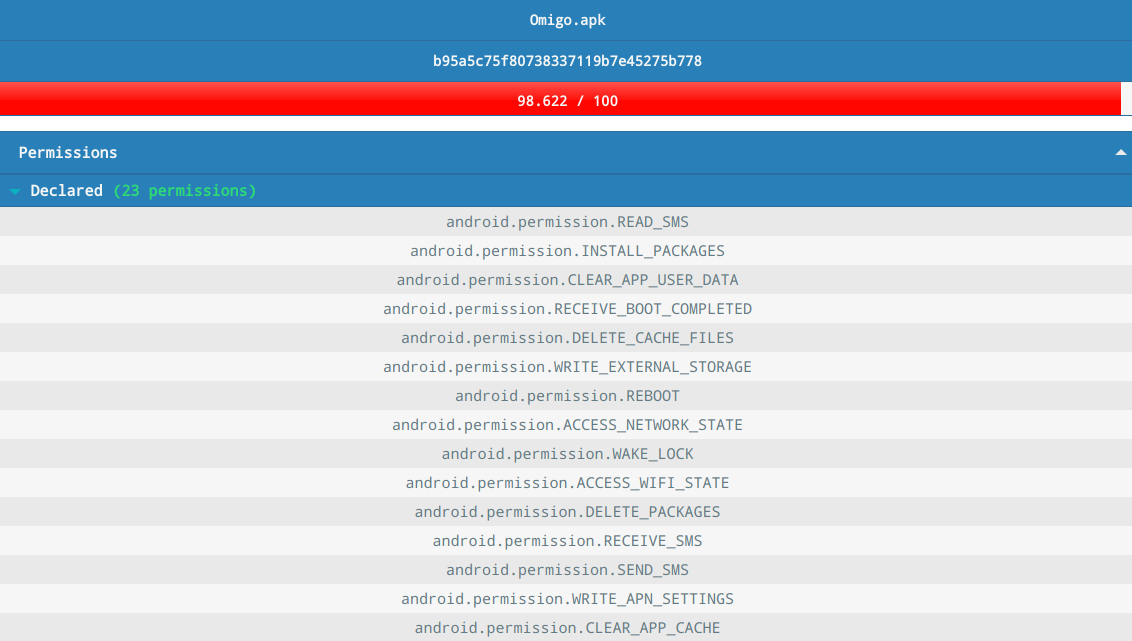 Omigo.apk
b95a5c75f80738337119b7e45275b778
98.622 / 100
Permissions
Declared (23 permissions)
android.permission.READ_SMS
android.permission.INSTALL_PACKAGES
android.permission.CLEAR_APP_USER_DATA
android.permission.RECEIVE_BOOT_COMPLETED
android.permission.DELETE_CACHE_FILES
android.permission.WRITE_EXTERNAL_STORAGE
android.permission.REBOOT
android.permission.ACCESS_NETWORK_STATE
android.permission.WAKE_LOCK
android.permission.ACCESS_WIFI_STATE
android.permission.DELETE_PACKAGES
android.permission.RECEIVE_SMS
android.permission.SEND_SMS
android.permission.WRITE_APN_SETTINGS
android.permission.CLEAR_APP_CACHE